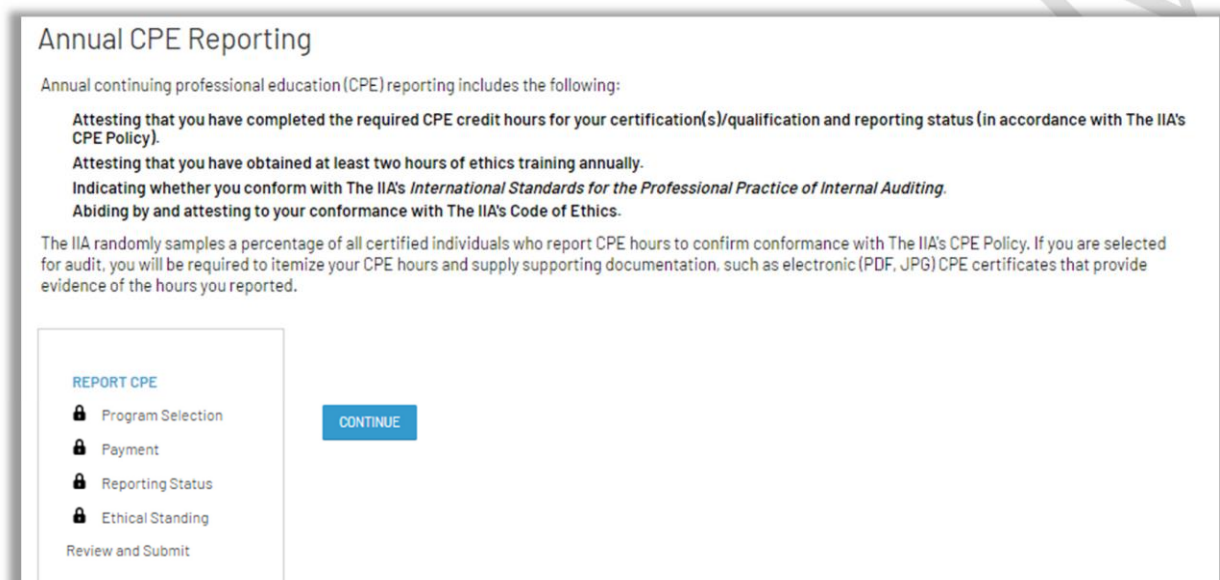 Annual CPE Reporting
Annual continuing professional education (CPE) reporting includes the following:
Attesting that you have completed the required CPE credit hours for your certification(s)/qualification and reporting status (in accordance with The IIA's
CPE Policy).
Attesting that you have obtained at least two hours of ethics training annually.
Indicating whether you conform with The IIA's International Standards for the Professional Practice of Internal Auditing.
Abiding by and attesting to your conformance with The IIA's Code of Ethics.
The IIA randomly samples a percentage of all certified individuals who report CPE hours to confirm conformance with The IIA's CPE Policy. If you are selected
for audit, you will be required to itemize your CPE hours and supply supporting documentation, such as electronic (PDF, JPG) CPE certificates that provide
evidence of the hours you reported.
REPORT CPE
Program Selection
CONTINUE
Payment
Reporting Status
Ethical Standing
Review and Submit